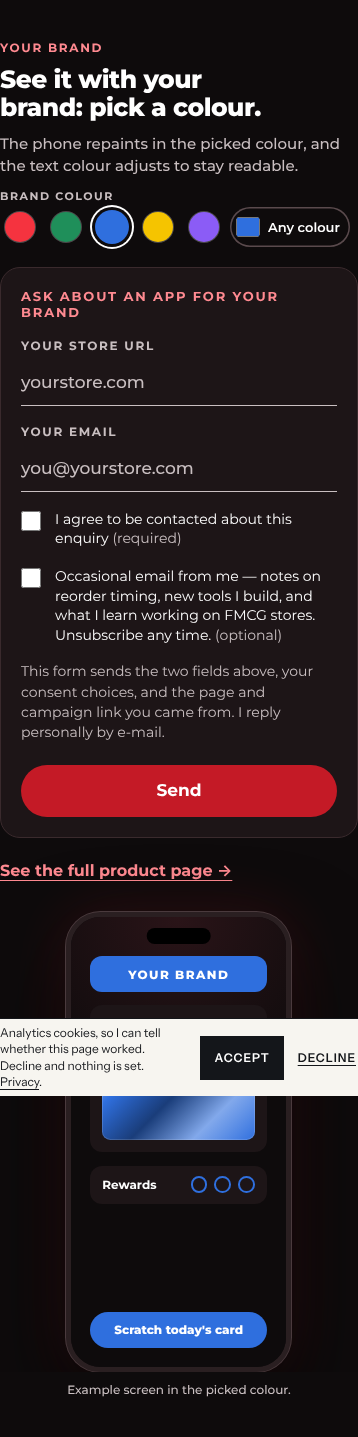 YOUR BRAND
See it with your
brand: pick a colour.
The phone repaints in the picked colour, and
the text colour adjusts to stay readable.
BRAND COLOUR
Any colour
ASK ABOUT AN APP FOR YOUR
BRAND
YOUR STORE URL
yourstore.com
YOUR EMAIL
you@yourstore.com
I agree to be contacted about this
enquiry (required)
Occasional email from me — notes on
reorder timing, new tools I build, and
what I learn working on FMCG stores.
Unsubscribe any time. (optional)
This form sends the two fields above, your
consent choices, and the page and
campaign link you came from. I reply
personally by e-mail.
Send
See the full product page →
YOUR BRAND
Analytics cookies, so I can tell
whether this page worked.
Decline and nothing is set.
Privacy.
ACCEPT
DECLINE
Rewards
Scratch today's card
Example screen in the picked colour.